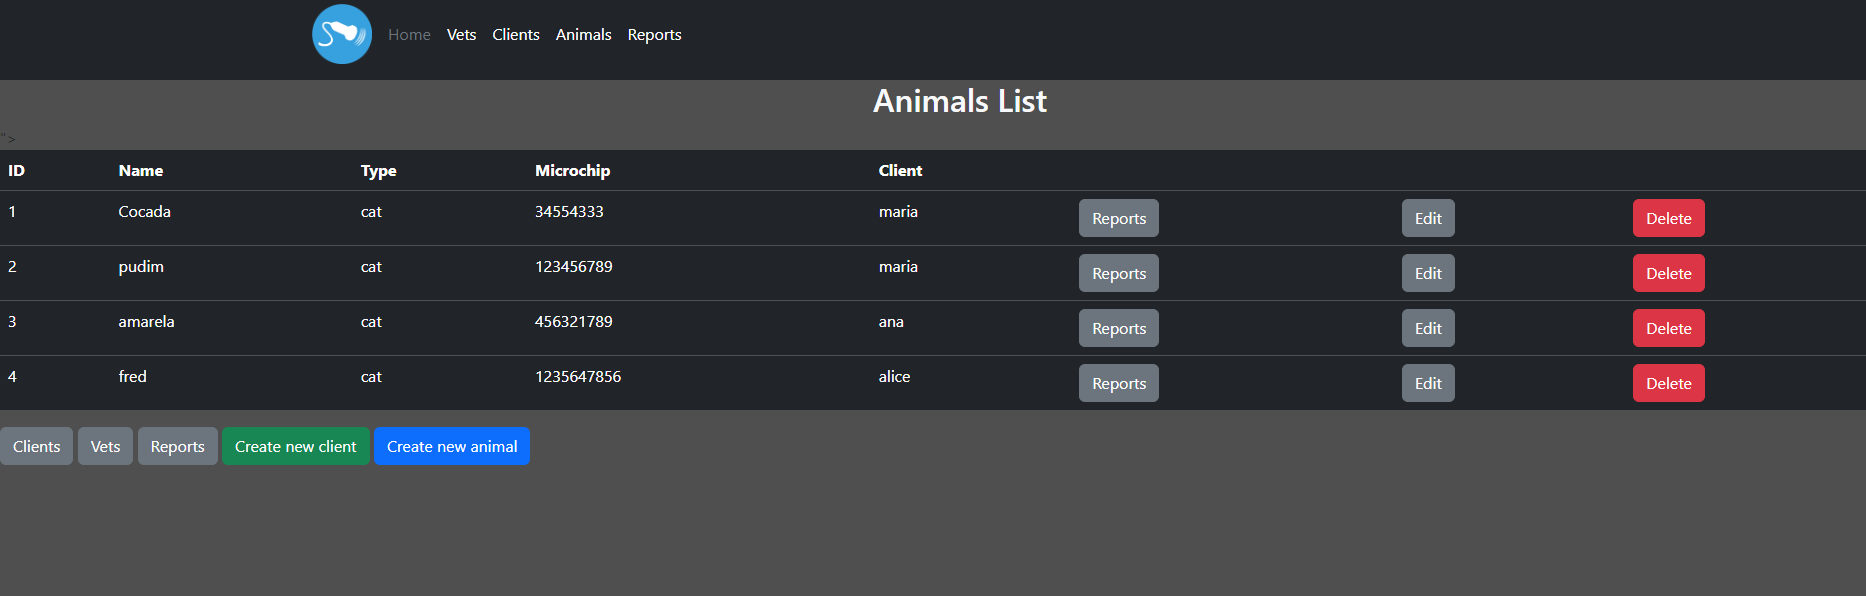 Home Vets Clients Animals Reports
Animals List
">
ID Name Type Microchip Client
1 Cocada cat 34554333 maria Reports Edit Delete
2 pudim cat 123456789 maria Reports Edit Delete
3 amarela cat 456321789 ana Reports Edit Delete
4 fred cat 1235647856 alice Reports Edit Delete
Clients Vets Reports Create new client Create new animal